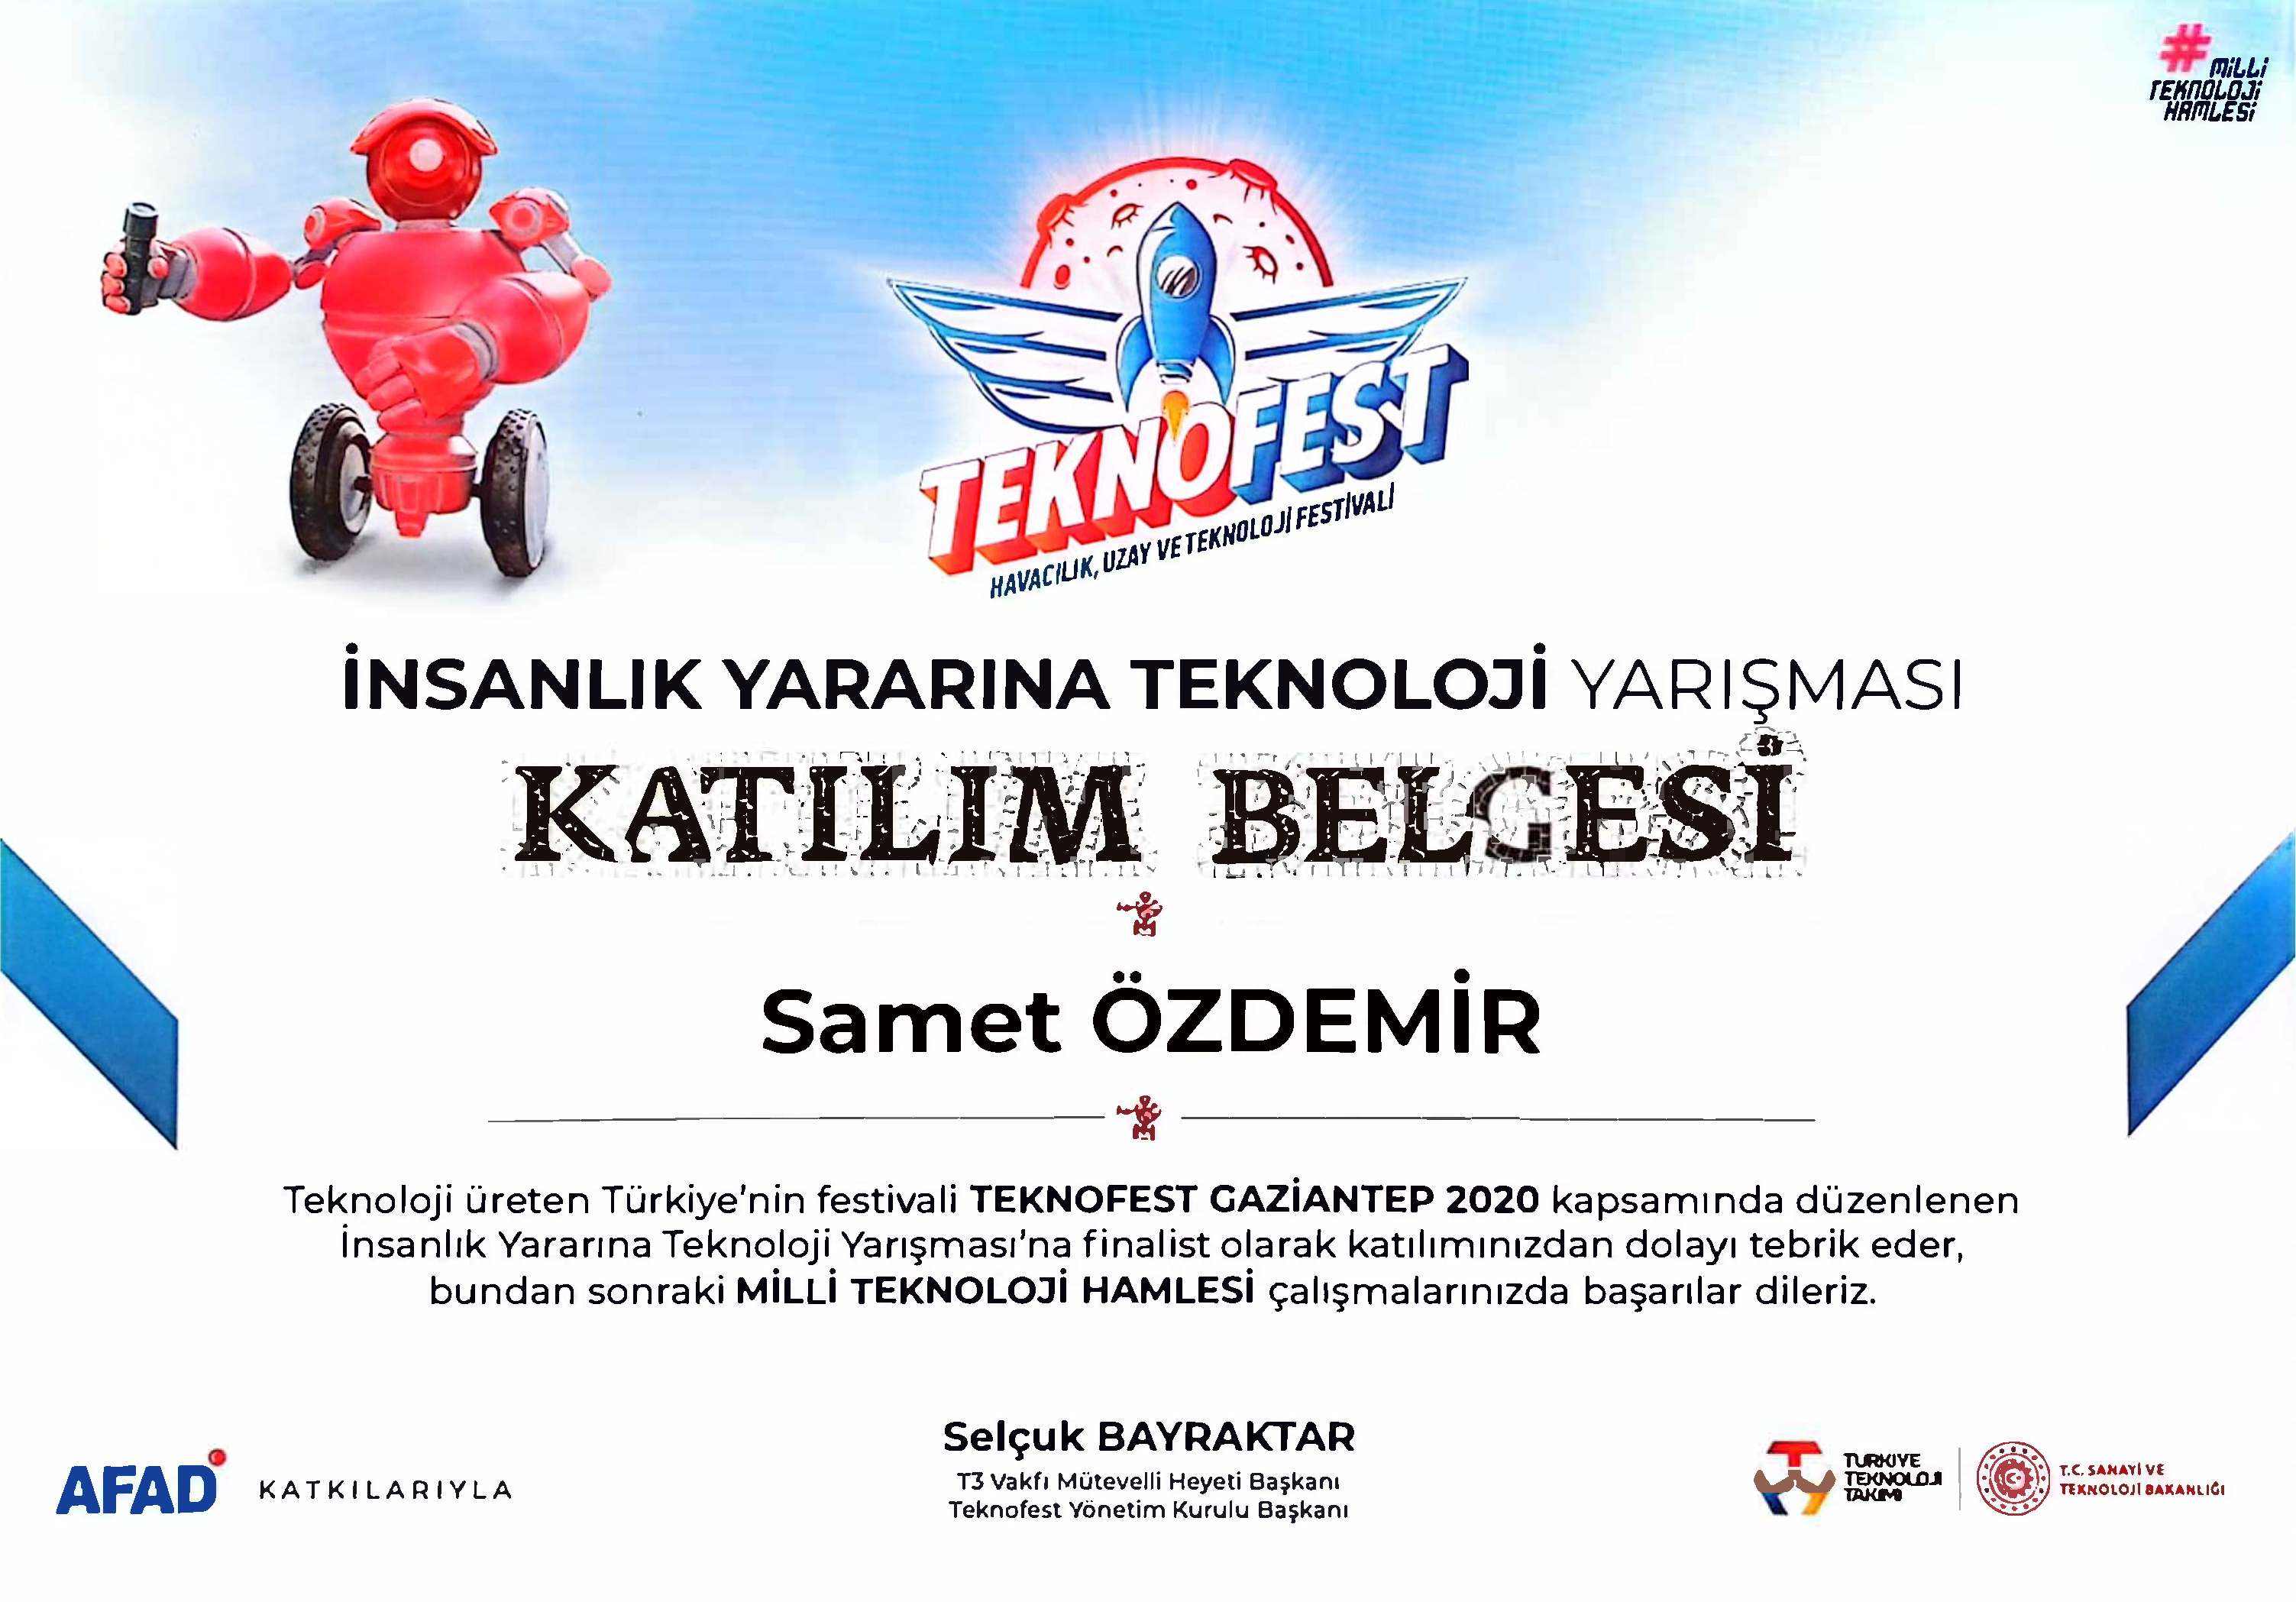 #MİLLİ
TEKNOLOJİ
HAMLESİ
TEKNOFEST
HAVACILIK, UZAY VE TEKNOLOJİ FESTİVALİ
İNSANLIK YARARINA TEKNOLOJİ YARIŞMASI
KATILIM BELGESİ
Samet ÖZDEMİR
Teknoloji üreten Türkiye'nin festivali TEKNOFEST GAZİANTEP 2020 kapsamında düzenlenen
İnsanlık Yararına Teknoloji Yarışması'na finalist olarak katılımınızdan dolayı tebrik eder,
bundan sonraki MİLLİ TEKNOLOJİ HAMLESİ çalışmalarınızda başarılar dileriz.
AFAD KATKILARIYLA
Selçuk BAYRAKTAR
T3 Vakfı Mütevelli Heyeti Başkanı
Teknofest Yönetim Kurulu Başkanı
TÜRKİYE
TEKNOLOJİ
TAKIMI
T.C. SANAYİ VE
TEKNOLOJİ BAKANLIĞI